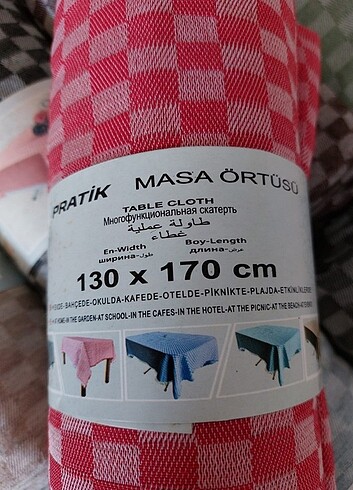 PRATİK MASA ÖRTÜSÜ
TABLE CLOTH
Многофункциональная скатерть
طاولة عملية
غطاء
En-Width Boy-Length
ширина-طول длина-عرض
130 x 170 cm
-BAHÇEDE-OKULDA-KAFEDE-OTELDE-PİKNİKTE-PLAJDA-ETKİNLİKLERDE
AT HOME-IN THE GARDEN-AT SCHOOL-IN THE CAFES-IN THE HOTEL-AT THE PICNIC-AT THE BEACH-